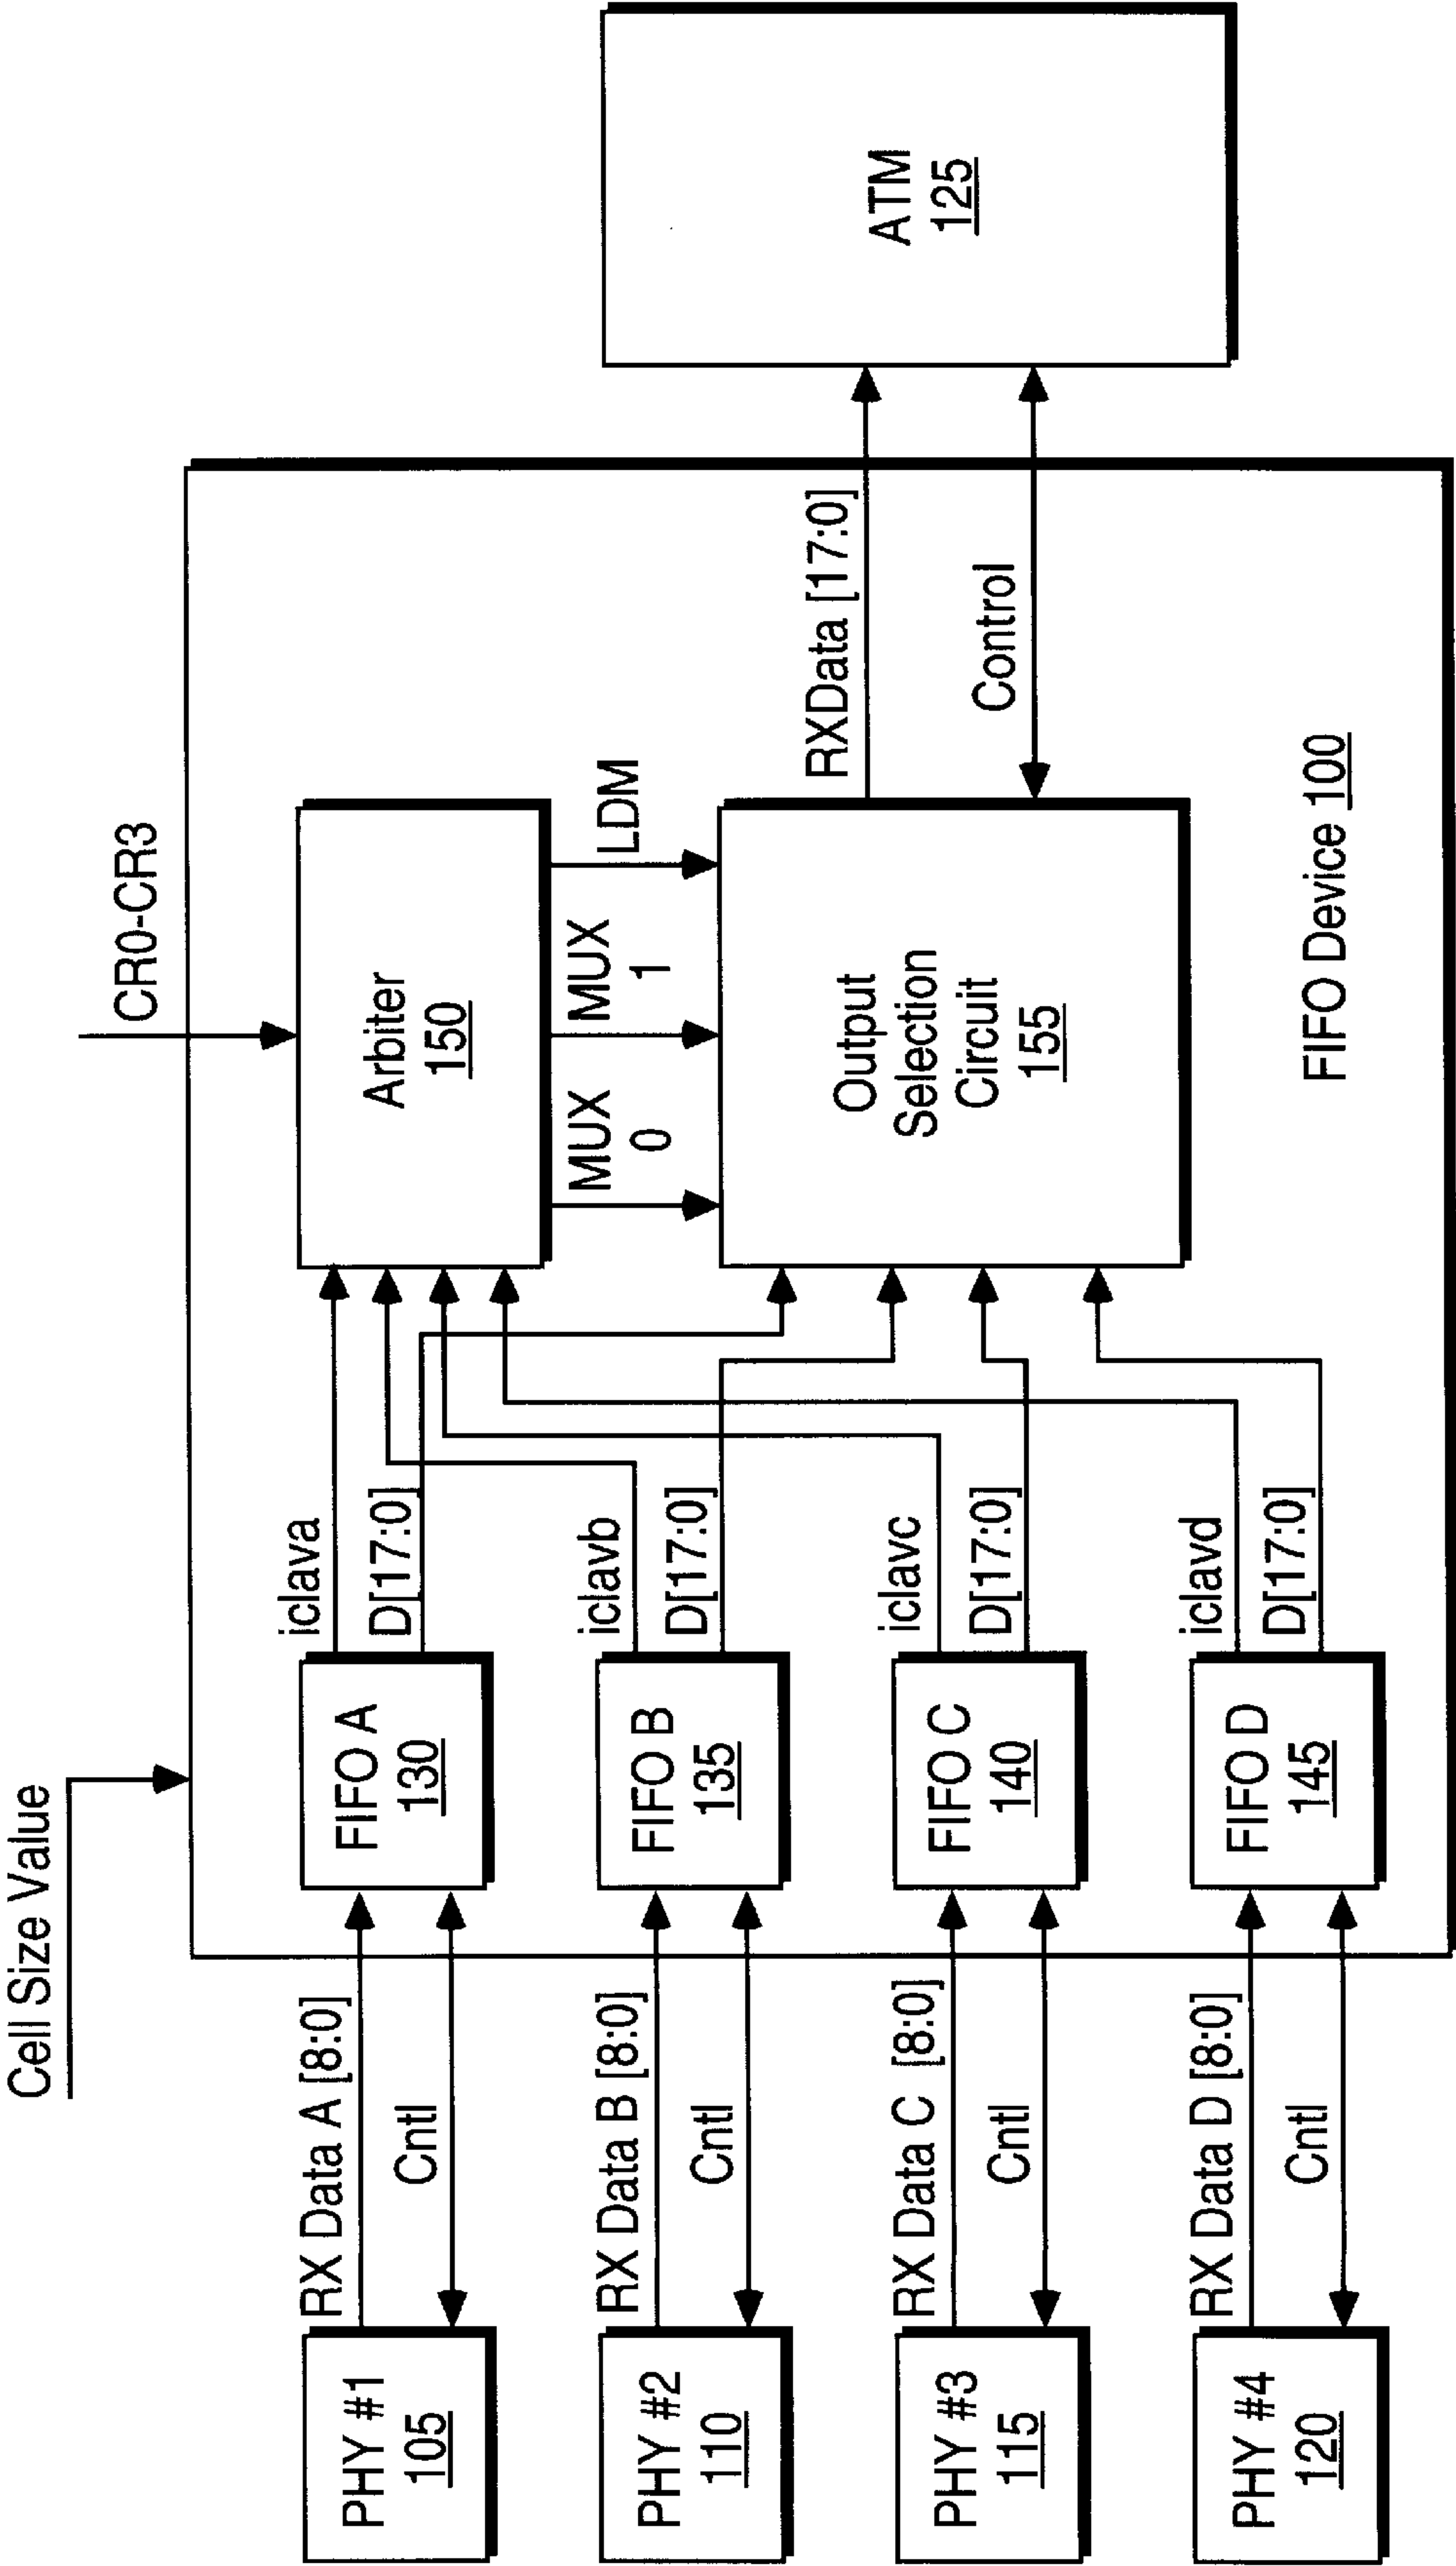 Cell Size Value
CR0-CR3
PHY #1
105
RX Data A [8:0]
Cntl
FIFO A
130
iclava
D[17:0]
Arbiter
150
MUX
0
MUX
1
LDM
PHY #2
110
RX Data B [8:0]
Cntl
FIFO B
135
iclavb
D[17:0]
PHY #3
115
RX Data C [8:0]
Cntl
FIFO C
140
iclavc
D[17:0]
Output
Selection
Circuit
155
RXData [17:0]
Control
ATM
125
PHY #4
120
RX Data D [8:0]
Cntl
FIFO D
145
iclavd
D[17:0]
FIFO Device 100